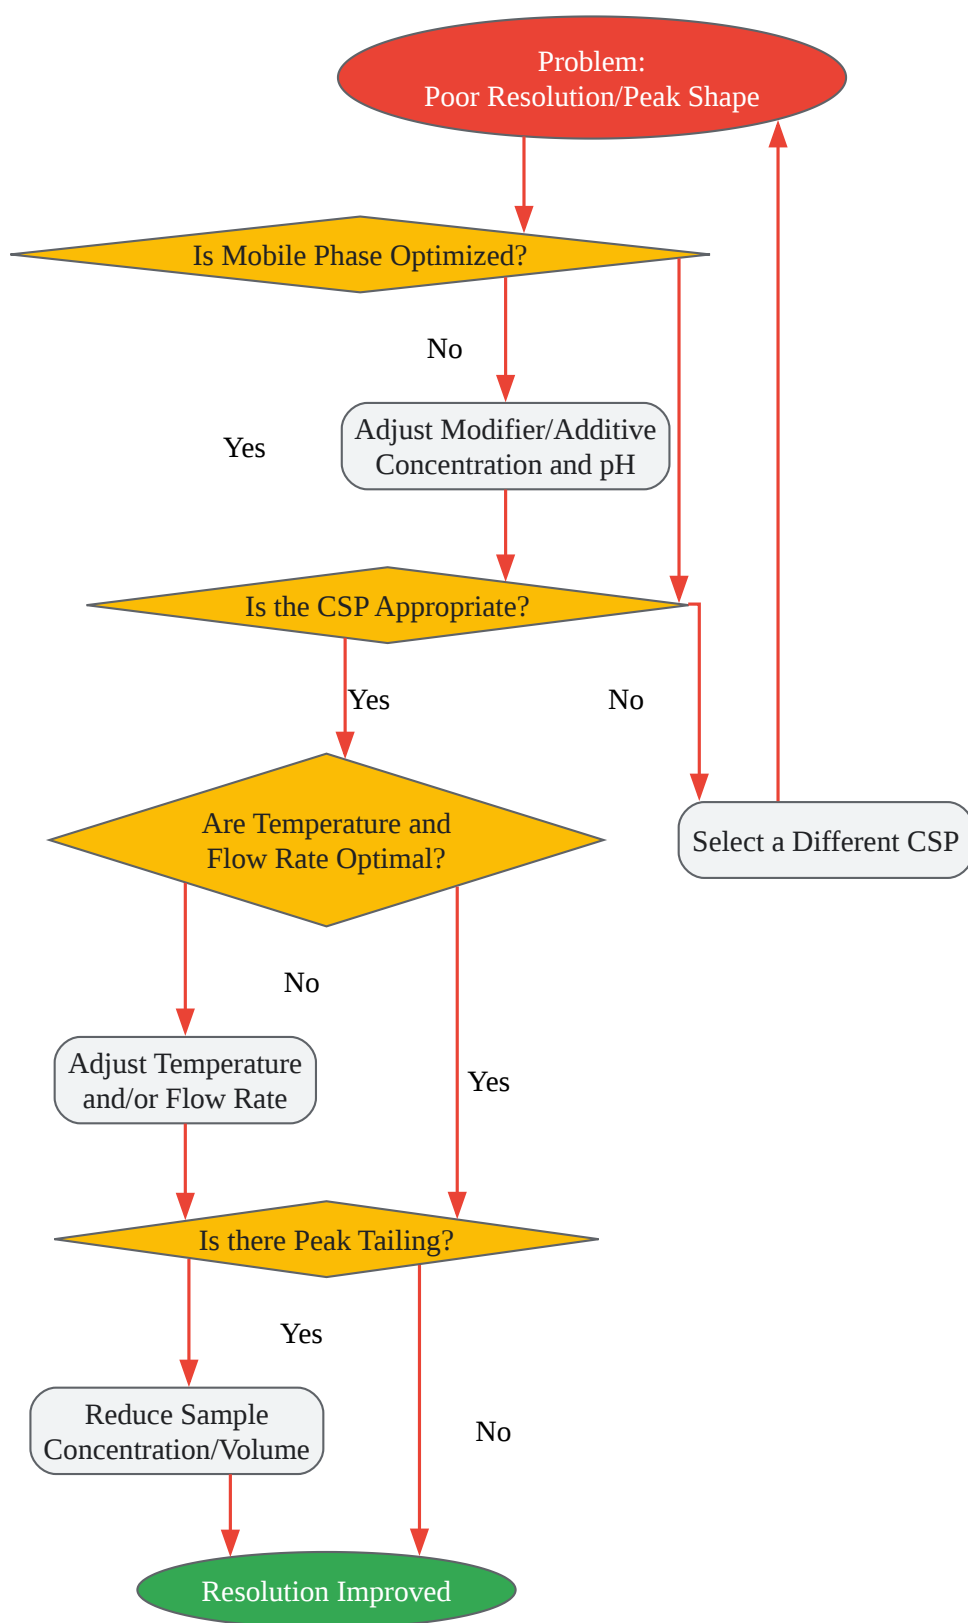 Problem:
Poor Resolution/Peak Shape
Is Mobile Phase Optimized?
No
Yes
Adjust Modifier/Additive
Concentration and pH
Is the CSP Appropriate?
Yes
No
Are Temperature and
Flow Rate Optimal?
Select a Different CSP
No
Adjust Temperature
and/or Flow Rate
Yes
Is there Peak Tailing?
Yes
Reduce Sample
Concentration/Volume
No
Resolution Improved